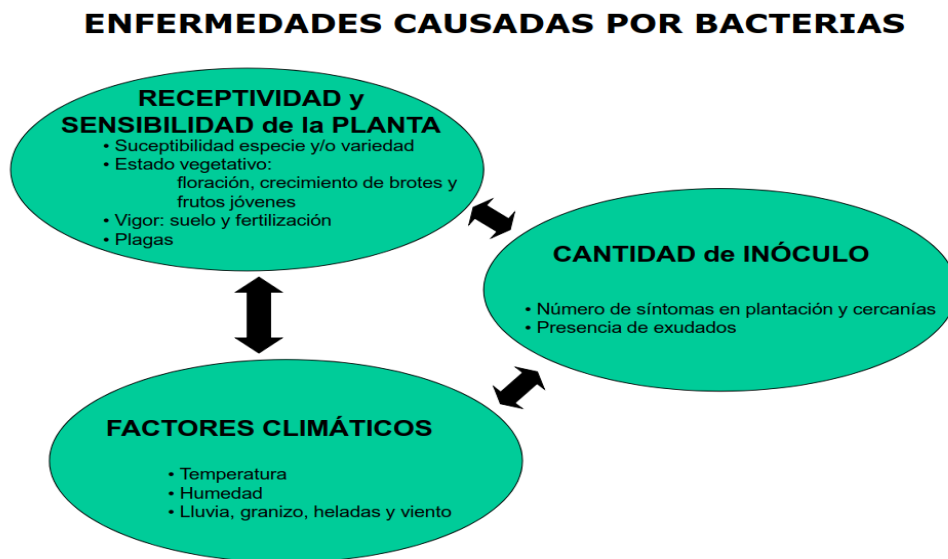 ENFERMEDADES CAUSADAS POR BACTERIAS
RECEPTIVIDAD y
SENSIBILIDAD de la PLANTA
• Suceptibilidad especie y/o variedad
• Estado vegetativo:
floración, crecimiento de brotes y
frutos jóvenes
• Vigor: suelo y fertilización
• Plagas
CANTIDAD de INÓCULO
• Número de síntomas en plantación y cercanías
• Presencia de exudados
FACTORES CLIMÁTICOS
• Temperatura
• Humedad
• Lluvia, granizo, heladas y viento